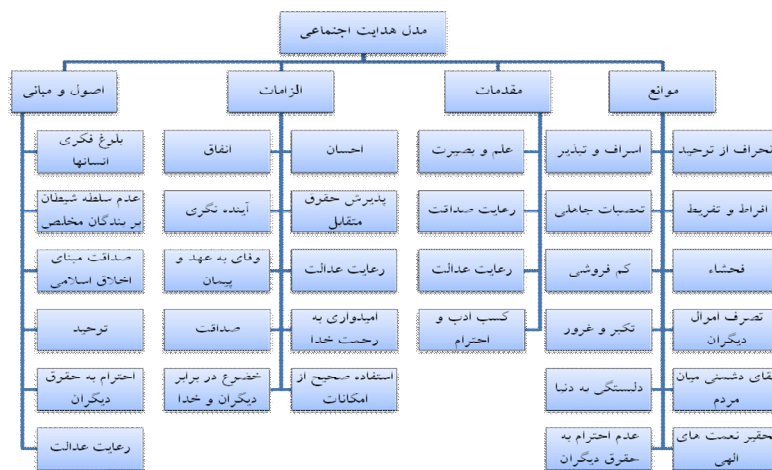 مدل هدایت اجتماعی
موانع
مقدمات
الزامات
اصول و مبانی
نحراف از توحید
اسراف و تبذیر
علم و بصیرت
احسان
انفاق
بلوغ فکری
انسانها
افراط و تفریط
تعصبات جاهلی
رعایت صداقت
پذیرش حقوق
متقابل
آینده نگری
عدم سلطه شیطان
بر بندگان مخلص
فحشاء
کم فروشی
رعایت عدالت
رعایت عدالت
وفای به عهد و
پیمان
صداقت مبنای
اخلاق اسلامی
تصرف اموال
دیگران
تکبر و غرور
کسب ادب و
احترام
امیدواری به
رحمت خدا
صداقت
توحید
دشمنی میان
مردم
دلبستگی به دنیا
استفاده صحیح از
امکانات
خضوع در برابر
دیگران و خدا
احترام به حقوق
دیگران
حقیر نعمت های
الهی
عدم احترام به
حقوق دیگران
رعایت عدالت